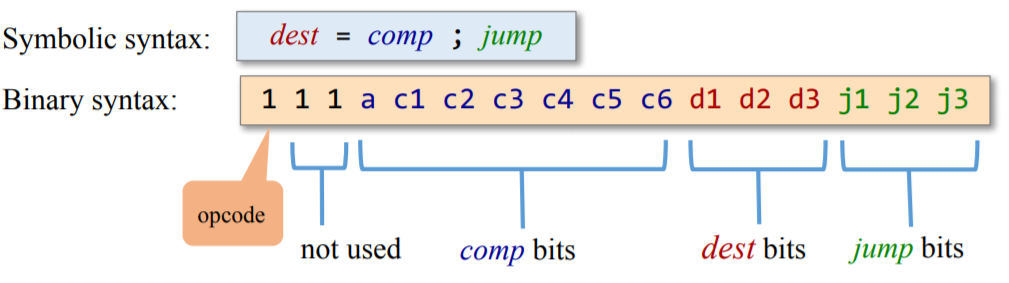 Symbolic syntax: dest = comp ; jump
Binary syntax: 1 1 1 a c1 c2 c3 c4 c5 c6 d1 d2 d3 j1 j2 j3
opcode
not used comp bits dest bits jump bits